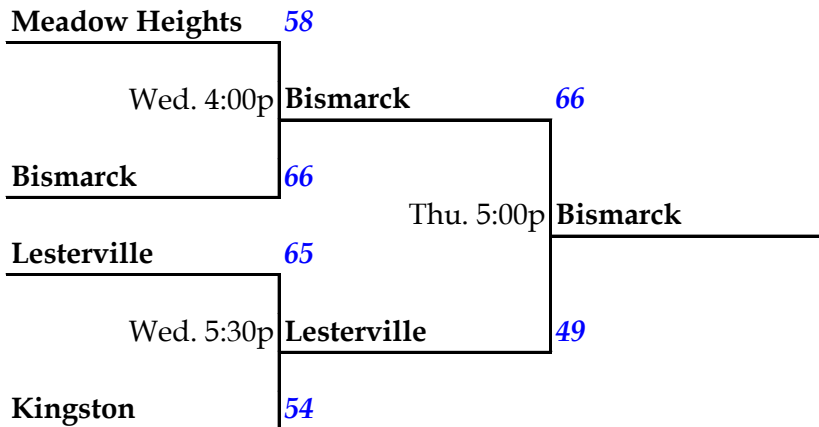 Meadow Heights 58
Wed. 4:00p Bismarck 66
Bismarck 66
Thu. 5:00p Bismarck
Lesterville 65
Wed. 5:30p Lesterville 49
Kingston 54